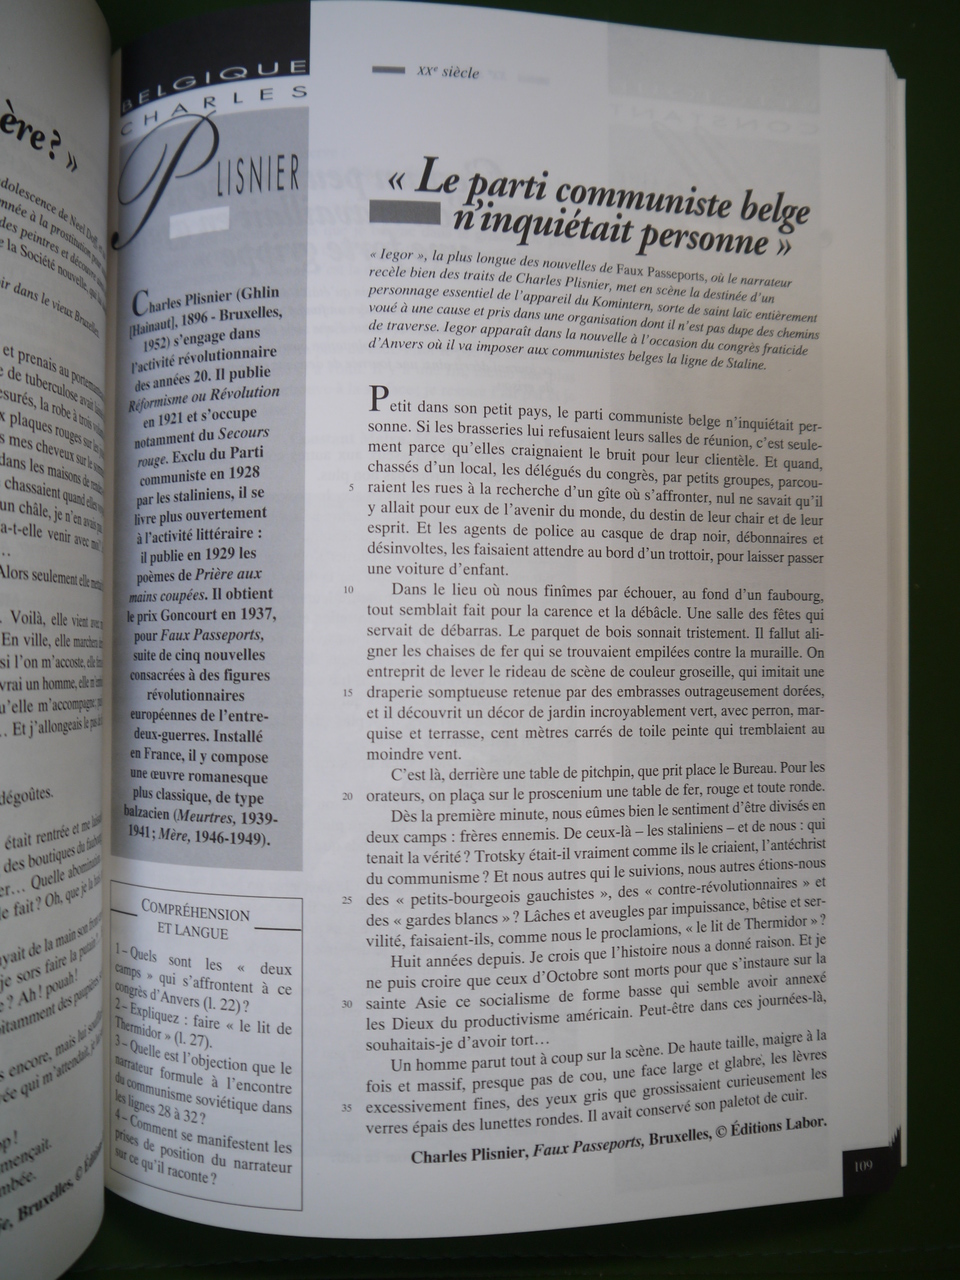 ère ? »
BELGIQUE
CHARLES
PLISNIER
Charles Plisnier (Ghlin
[Hainaut], 1896 - Bruxelles,
1952) s'engage dans
l'activité révolutionnaire
des années 20. Il publie
Réformisme ou Révolution
en 1921 et s'occupe
notamment du Secours
rouge. Exclu du Parti
communiste en 1928
par les staliniens, il se
livre plus ouvertement
à l'activité littéraire :
il publie en 1929 les
poèmes de Prière aux
mains coupées. Il obtient
le prix Goncourt en 1937,
pour Faux Passeports,
suite de cinq nouvelles
consacrées à des figures
révolutionnaires
européennes de l'entre-
deux-guerres. Installé
en France, il y compose
une œuvre romanesque
plus classique, de type
balzacien (Meurtres, 1939-
1941 ; Mère, 1946-1949).
COMPRÉHENSION
ET LANGUE
1 – Quels sont les « deux
camps » qui s'affrontent à ce
congrès d'Anvers (l. 22) ?
2 – Expliquez : faire « le lit de
Thermidor » (l. 27).
3 – Quelle est l'objection que le
narrateur formule à l'encontre
du communisme soviétique dans
les lignes 28 à 32 ?
4 – Comment se manifestent les
prises de position du narrateur
sur ce qu'il raconte ?
XXe siècle
« Le parti communiste belge
n'inquiétait personne »
« Iegor », la plus longue des nouvelles de Faux Passeports, où le narrateur
recèle bien des traits de Charles Plisnier, met en scène la destinée d'un
personnage essentiel de l'appareil du Komintern, sorte de saint laïc entièrement
voué à une cause et pris dans une organisation dont il n'est pas dupe des chemins
de traverse. Iegor apparaît dans la nouvelle à l'occasion du congrès fraticide
d'Anvers où il va imposer aux communistes belges la ligne de Staline.
Petit dans son petit pays, le parti communiste belge n'inquiétait per-
sonne. Si les brasseries lui refusaient leurs salles de réunion, c'est seule-
ment parce qu'elles craignaient le bruit pour leur clientèle. Et quand,
chassés d'un local, les délégués du congrès, par petits groupes, parcou-
5 raient les rues à la recherche d'un gîte où s'affronter, nul ne savait qu'il
y allait pour eux de l'avenir du monde, du destin de leur chair et de leur
esprit. Et les agents de police au casque de drap noir, débonnaires et
désinvoltes, les faisaient attendre au bord d'un trottoir, pour laisser passer
une voiture d'enfant.
10 Dans le lieu où nous finîmes par échouer, au fond d'un faubourg,
tout semblait fait pour la carence et la débâcle. Une salle des fêtes qui
servait de débarras. Le parquet de bois sonnait tristement. Il fallut ali-
gner les chaises de fer qui se trouvaient empilées contre la muraille. On
entreprit de lever le rideau de scène de couleur groseille, qui imitait une
15 draperie somptueuse retenue par des embrasses outrageusement dorées,
et il découvrit un décor de jardin incroyablement vert, avec perron, mar-
quise et terrasse, cent mètres carrés de toile peinte qui tremblaient au
moindre vent.
C'est là, derrière une table de pitchpin, que prit place le Bureau. Pour les
20 orateurs, on plaça sur le proscenium une table de fer, rouge et toute ronde.
Dès la première minute, nous eûmes bien le sentiment d'être divisés en
deux camps : frères ennemis. De ceux-là – les staliniens – et de nous : qui
tenait la vérité ? Trotsky était-il vraiment comme ils le criaient, l'antéchrist
du communisme ? Et nous autres qui le suivions, nous autres étions-nous
25 des « petits-bourgeois gauchistes », des « contre-révolutionnaires » et
des « gardes blancs » ? Lâches et aveugles par impuissance, bêtise et ser-
vilité, faisaient-ils, comme nous le proclamions, « le lit de Thermidor » ?
Huit années depuis. Je crois que l'histoire nous a donné raison. Et je
ne puis croire que ceux d'Octobre sont morts pour que s'instaure sur la
30 sainte Asie ce socialisme de forme basse qui semble avoir annexé
les Dieux du productivisme américain. Peut-être dans ces journées-là,
souhaitais-je d'avoir tort…
Un homme parut tout à coup sur la scène. De haute taille, maigre à la
fois et massif, presque pas de cou, une face large et glabre, les lèvres
35 excessivement fines, des yeux gris que grossissaient curieusement les
verres épais des lunettes rondes. Il avait conservé son paletot de cuir.
Charles Plisnier, Faux Passeports, Bruxelles, © Éditions Labor.
109